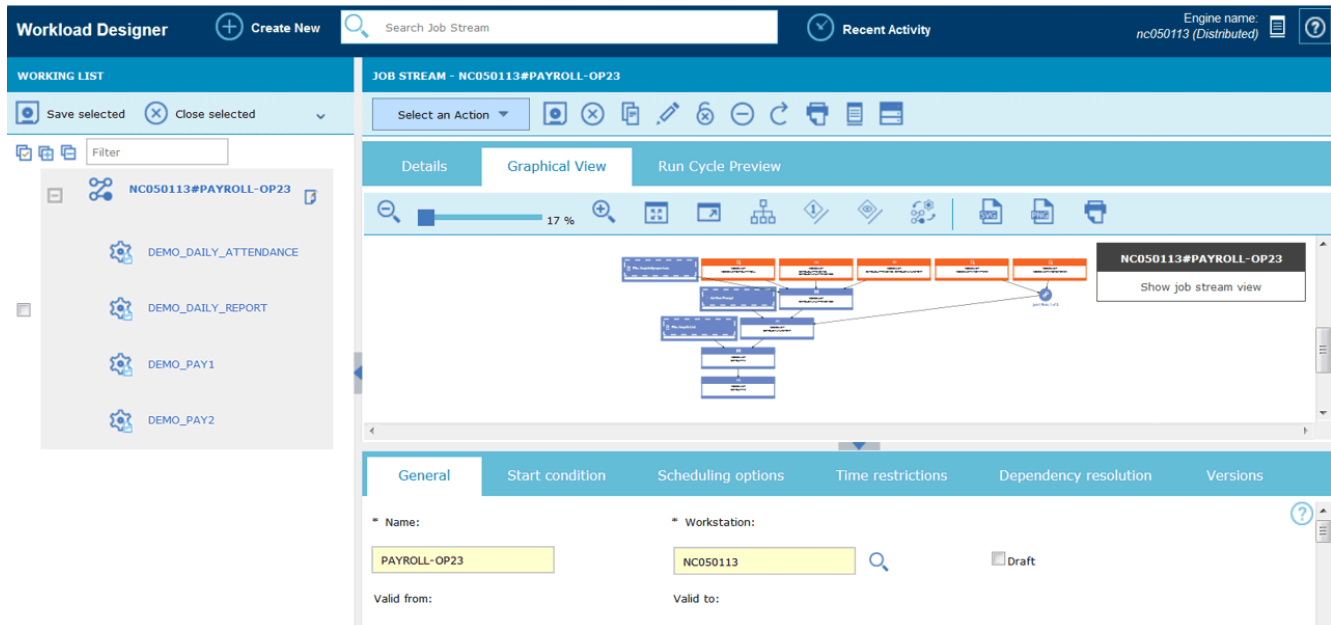 Workload Designer
Create New
Search Job Stream
Recent Activity
Engine name:
nc050113 (Distributed)
WORKING LIST
JOB STREAM - NC050113#PAYROLL-OP23
Save selected
Close selected
Select an Action
Filter
Details
Graphical View
Run Cycle Preview
NC050113#PAYROLL-OP23
17 %
SVG
PNG
DEMO_DAILY_ATTENDANCE
NC050113#PAYROLL-OP23
Show job stream view
DEMO_DAILY_REPORT
DEMO_PAY1
DEMO_PAY2
General
Start condition
Scheduling options
Time restrictions
Dependency resolution
Versions
* Name:
* Workstation:
PAYROLL-OP23
NC050113
Draft
Valid from:
Valid to: